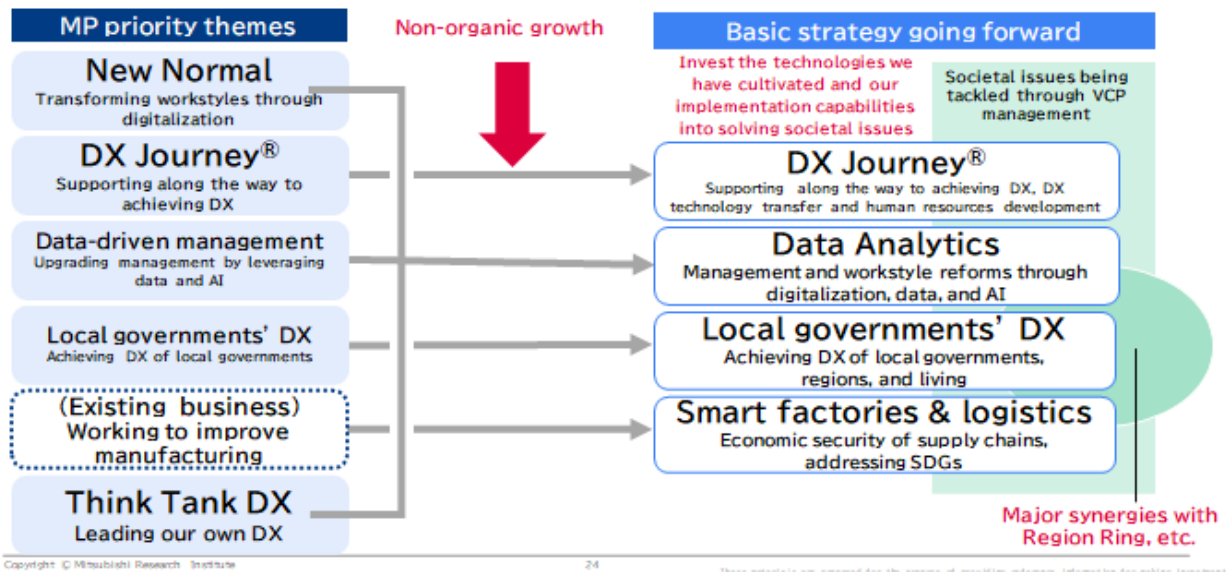 MP priority themes
Non-organic growth
Basic strategy going forward
New Normal
Transforming workstyles through
digitalization
DX Journey®
Supporting along the way to
achieving DX
Data-driven management
Upgrading management by leveraging
data and AI
Local governments' DX
Achieving DX of local governments
(Existing business)
Working to improve
manufacturing
Think Tank DX
Leading our own DX
Invest the technologies we
have cultivated and our
implementation capabilities
into solving societal issues
Societal issues being
tackled through VCP
management
DX Journey®
Supporting along the way to achieving DX, DX
technology transfer and human resources development
Data Analytics
Management and workstyle reforms through
digitalization, data, and AI
Local governments' DX
Achieving DX of local governments,
regions, and living
Smart factories & logistics
Economic security of supply chains,
addressing SDGs
Major synergies with
Region Ring, etc.
Copyright © Mitsubishi Research Institute
24